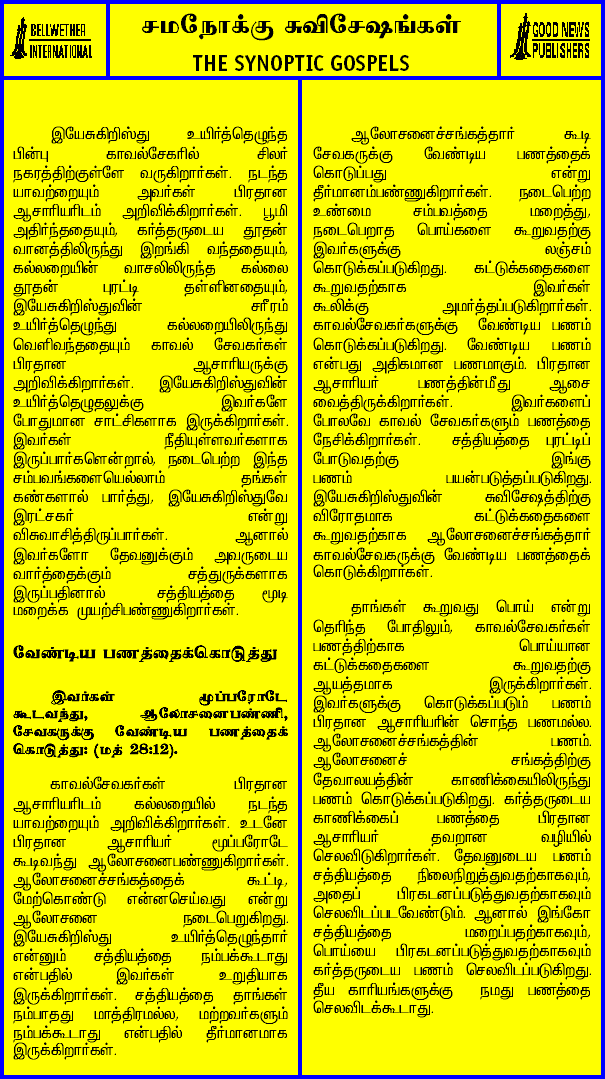 BELLWETHER
INTERNATIONAL
சமநோக்கு சுவிசேஷங்கள்
THE SYNOPTIC GOSPELS
GOOD NEWS
PUBLISHERS
இயேசுகிறிஸ்து உயிர்த்தெழுந்த
பின்பு காவல்சேகரில் சிலர்
நகரத்திற்குள்ளே வருகிறார்கள். நடந்த
யாவற்றையும் அவர்கள் பிரதான
ஆசாரியரிடம் அறிவிக்கிறார்கள். பூமி
அதிர்ந்ததையும், கர்த்தருடைய தூதன்
வானத்திலிருந்து இறங்கி வந்ததையும்,
கல்லறையின் வாசலிலிருந்த கல்லை
தூதன் புரட்டி தள்ளினதையும்,
இயேசுகிறிஸ்துவின் சரீரம்
உயிர்த்தெழுந்து கல்லறையிலிருந்து
வெளிவந்ததையும் காவல் சேவகர்கள்
பிரதான ஆசாரியருக்கு
அறிவிக்கிறார்கள். இயேசுகிறிஸ்துவின்
உயிர்த்தெழுதலுக்கு இவர்களே
போதுமான சாட்சிகளாக இருக்கிறார்கள்.
இவர்கள் நீதியுள்ளவர்களாக
இருப்பார்களென்றால், நடைபெற்ற இந்த
சம்பவங்களையெல்லாம் தங்கள்
கண்களால் பார்த்து, இயேசுகிறிஸ்துவே
இரட்சகர் என்று
விசுவாசித்திருப்பார்கள். ஆனால்
இவர்களோ தேவனுக்கும் அவருடைய
வார்த்தைக்கும் சத்துருக்களாக
இருப்பதினால் சத்தியத்தை மூடி
மறைக்க முயற்சிபண்ணுகிறார்கள்.
வேண்டிய பணத்தைக்கொடுத்து
இவர்கள் மூப்பரோடே
கூடவந்து, ஆலோசனைபண்ணி,
சேவகருக்கு வேண்டிய பணத்தைக்
கொடுத்து: (மத் 28:12).
காவல்சேவகர்கள் பிரதான
ஆசாரியரிடம் கல்லறையில் நடந்த
யாவற்றையும் அறிவிக்கிறார்கள். உடனே
பிரதான ஆசாரியர் மூப்பரோடே
கூடிவந்து ஆலோசனைபண்ணுகிறார்கள்.
ஆலோசனைச்சங்கத்தைக் கூட்டி,
மேற்கொண்டு என்னசெய்வது என்று
ஆலோசனை நடைபெறுகிறது.
இயேசுகிறிஸ்து உயிர்த்தெழுந்தார்
என்னும் சத்தியத்தை நம்பக்கூடாது
என்பதில் இவர்கள் உறுதியாக
இருக்கிறார்கள். சத்தியத்தை தாங்கள்
நம்பாதது மாத்திரமல்ல, மற்றவர்களும்
நம்பக்கூடாது என்பதில் தீர்மானமாக
இருக்கிறார்கள்.
ஆலோசனைச்சங்கத்தார் கூடி
சேவகருக்கு வேண்டிய பணத்தைக்
கொடுப்பது என்று
தீர்மானம்பண்ணுகிறார்கள். நடைபெற்ற
உண்மை சம்பவத்தை மறைத்து,
நடைபெறாத பொய்களை கூறுவதற்கு
இவர்களுக்கு லஞ்சம்
கொடுக்கப்படுகிறது. கட்டுக்கதைகளை
கூறுவதற்காக இவர்கள்
கூலிக்கு அமர்த்தப்படுகிறார்கள்.
காவல்சேவகர்களுக்கு வேண்டிய பணம்
கொடுக்கப்படுகிறது. வேண்டிய பணம்
என்பது அதிகமான பணமாகும். பிரதான
ஆசாரியர் பணத்தின்மீது ஆசை
வைத்திருக்கிறார்கள். இவர்களைப்
போலவே காவல் சேவகர்களும் பணத்தை
நேசிக்கிறார்கள். சத்தியத்தை புரட்டிப்
போடுவதற்கு இங்கு
பணம் பயன்படுத்தப்படுகிறது.
இயேசுகிறிஸ்துவின் சுவிசேஷத்திற்கு
விரோதமாக கட்டுக்கதைகளை
கூறுவதற்காக ஆலோசனைச்சங்கத்தார்
காவல்சேவகருக்கு வேண்டிய பணத்தைக்
கொடுக்கிறார்கள்.
தாங்கள் கூறுவது பொய் என்று
தெரிந்த போதிலும், காவல்சேவகர்கள்
பணத்திற்காக பொய்யான
கட்டுக்கதைகளை கூறுவதற்கு
ஆயத்தமாக இருக்கிறார்கள்.
இவர்களுக்கு கொடுக்கப்படும் பணம்
பிரதான ஆசாரியரின் சொந்த பணமல்ல.
ஆலோசனைச்சங்கத்தின் பணம்.
ஆலோசனைச் சங்கத்திற்கு
தேவாலயத்தின் காணிக்கையிலிருந்து
பணம் கொடுக்கப்படுகிறது. கர்த்தருடைய
காணிக்கைப் பணத்தை பிரதான
ஆசாரியர் தவறான வழியில்
செலவிடுகிறார்கள். தேவனுடைய பணம்
சத்தியத்தை நிலைநிறுத்துவதற்காகவும்,
அதைப் பிரகடனப்படுத்துவதற்காகவும்
செலவிடப்படவேண்டும். ஆனால் இங்கோ
சத்தியத்தை மறைப்பதற்காகவும்,
பொய்யை பிரகடனப்படுத்துவதற்காகவும்
கர்த்தருடைய பணம் செலவிடப்படுகிறது.
தீய காரியங்களுக்கு நமது பணத்தை
செலவிடக்கூடாது.